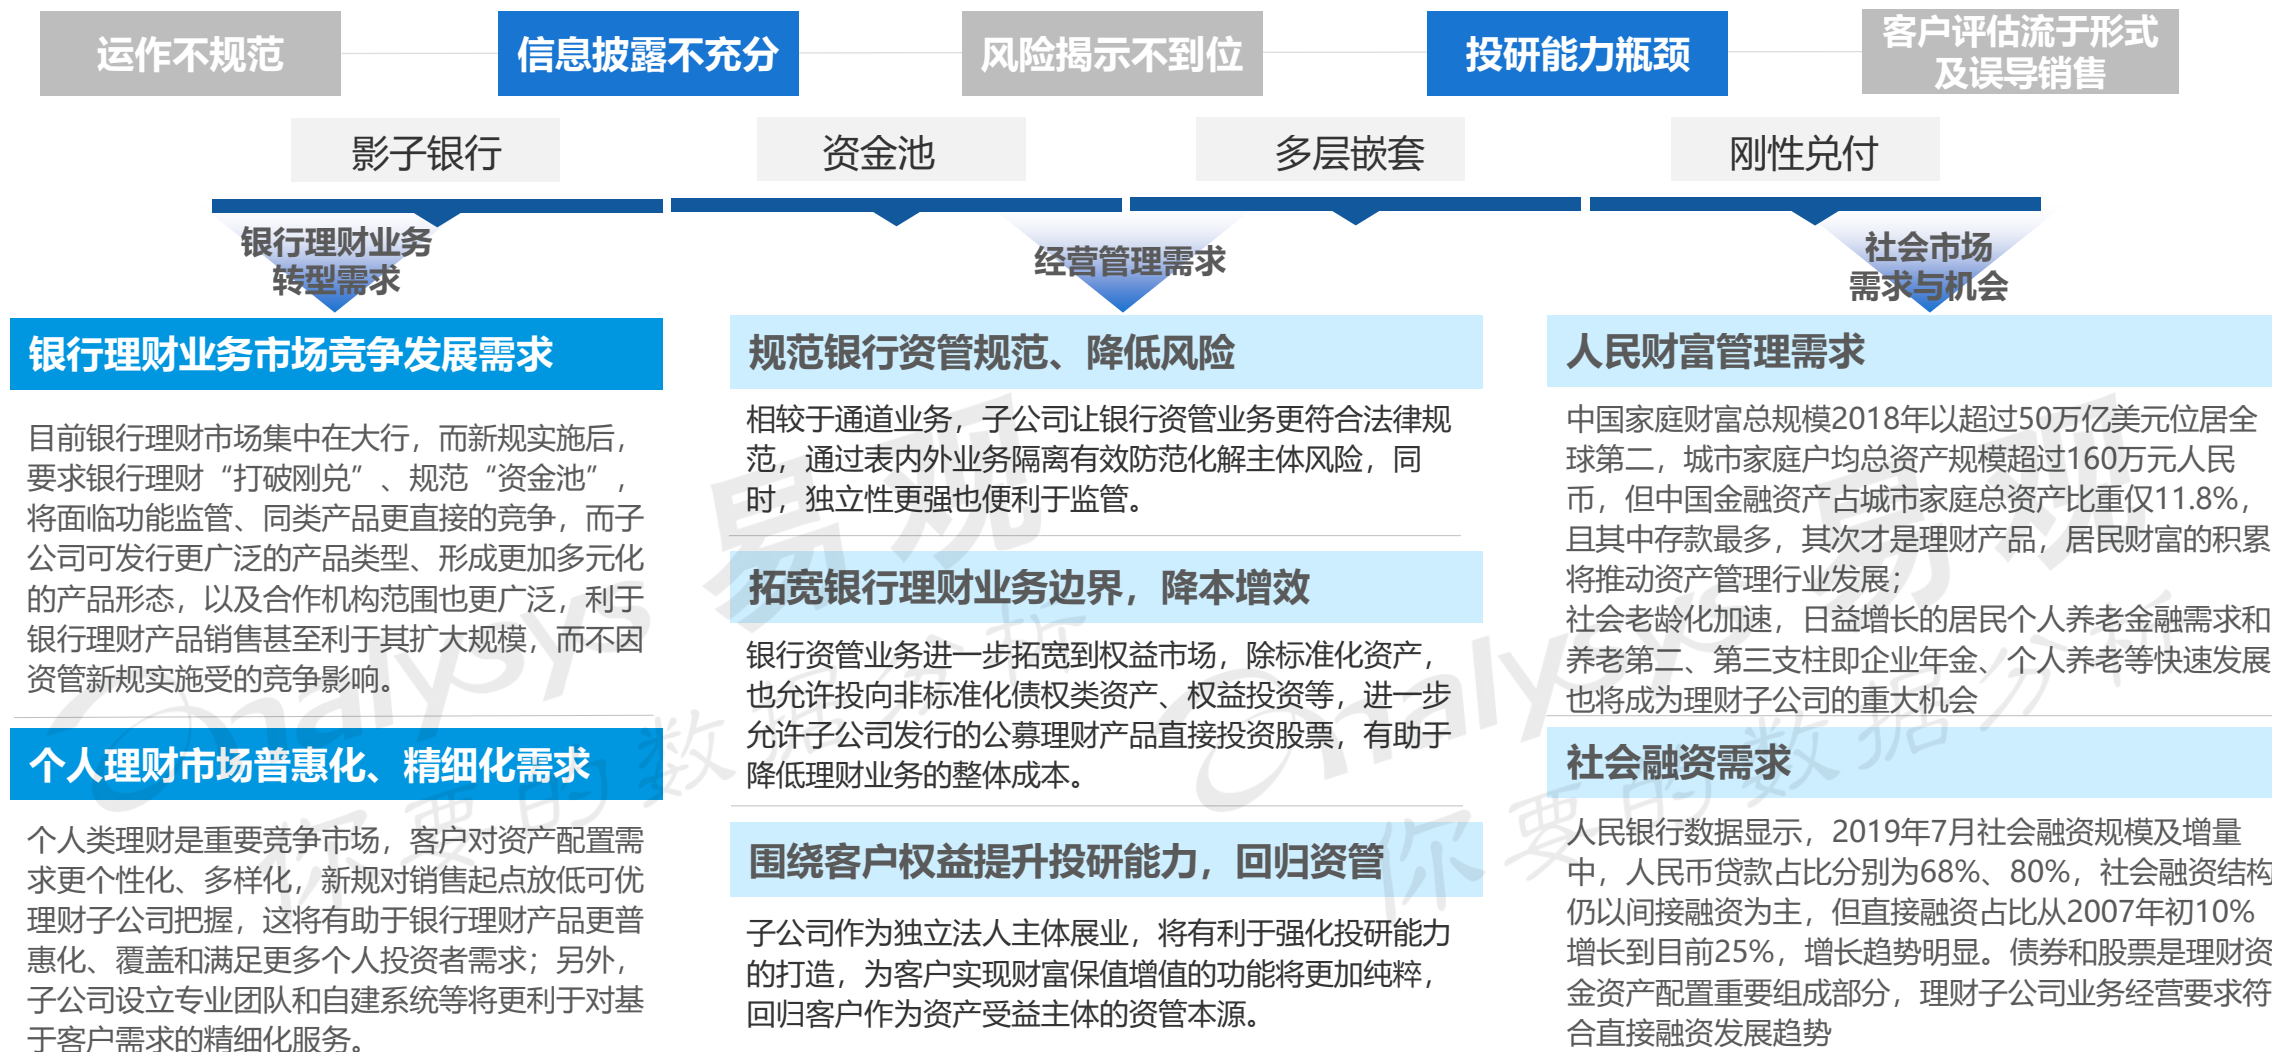 运作不规范
信息披露不充分
风险揭示不到位
投研能力瓶颈
客户评估流于形式
及误导销售
影子银行
资金池
多层嵌套
刚性兑付
银行理财业务
转型需求
经营管理需求
社会市场
需求与机会
银行理财业务市场竞争发展需求
目前银行理财市场集中在大行，而新规实施后，
要求银行理财“打破刚兑”、规范“资金池”，
将面临功能监管、同类产品更直接的竞争，而子
公司可发行更广泛的产品类型、形成更加多元化
的产品形态，以及合作机构范围也更广泛，利于
银行理财产品销售甚至利于其扩大规模，而不因
资管新规实施受的竞争影响。
个人理财市场普惠化、精细化需求
个人类理财是重要竞争市场，客户对资产配置需
求更个性化、多样化，新规对销售起点放低可优
理财子公司把握，这将有助于银行理财产品更普
惠化、覆盖和满足更多个人投资者需求；另外，
子公司设立专业团队和自建系统等将更利于对基
于客户需求的精细化服务。
规范银行资管规范、降低风险
相较于通道业务，子公司让银行资管业务更符合法律规
范，通过表内外业务隔离有效防范化解主体风险，同
时，独立性更强也便利于监管。
拓宽银行理财业务边界，降本增效
银行资管业务进一步拓宽到权益市场，除标准化资产，
也允许投向非标准化债权类资产、权益投资等，进一步
允许子公司发行的公募理财产品直接投资股票，有助于
降低理财业务的整体成本。
围绕客户权益提升投研能力，回归资管
子公司作为独立法人主体展业，将有利于强化投研能力
的打造，为客户实现财富保值增值的功能将更加纯粹，
回归客户作为资产受益主体的资管本源。
人民财富管理需求
中国家庭财富总规模2018年以超过50万亿美元位居全
球第二，城市家庭户均总资产规模超过160万元人民
币，但中国金融资产占城市家庭总资产比重仅11.8%，
且其中存款最多，其次才是理财产品，居民财富的积累
将推动资产管理行业发展；
社会老龄化加速，日益增长的居民个人养老金融需求和
养老第二、第三支柱即企业年金、个人养老等快速发展
也将成为理财子公司的重大机会
社会融资需求
人民银行数据显示，2019年7月社会融资规模及增量
中，人民币贷款占比分别为68%、80%，社会融资结构
仍以间接融资为主，但直接融资占比从2007年初10%
增长到目前25%，增长趋势明显。债券和股票是理财资
金资产配置重要组成部分，理财子公司业务经营要求符
合直接融资发展趋势
analysys 易观
你要的数据分析
analysys 易观
你要的数据分析